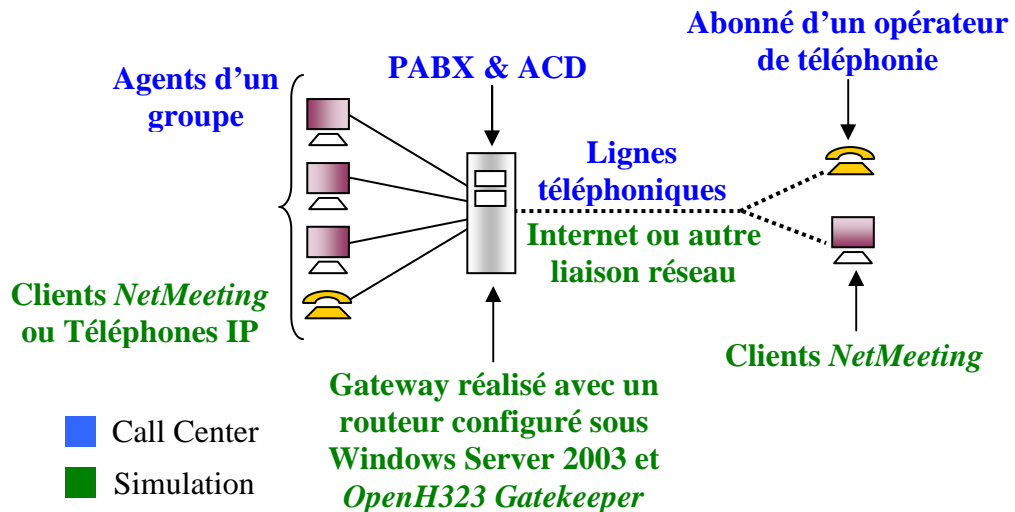 Abonné d'un opérateur
de téléphonie
PABX & ACD
Agents d'un
groupe
Lignes
téléphoniques
Internet ou autre
liaison réseau
Clients NetMeeting
ou Téléphones IP
Clients NetMeeting
Gateway réalisé avec un
routeur configuré sous
Windows Server 2003 et
OpenH323 Gatekeeper
Call Center
Simulation